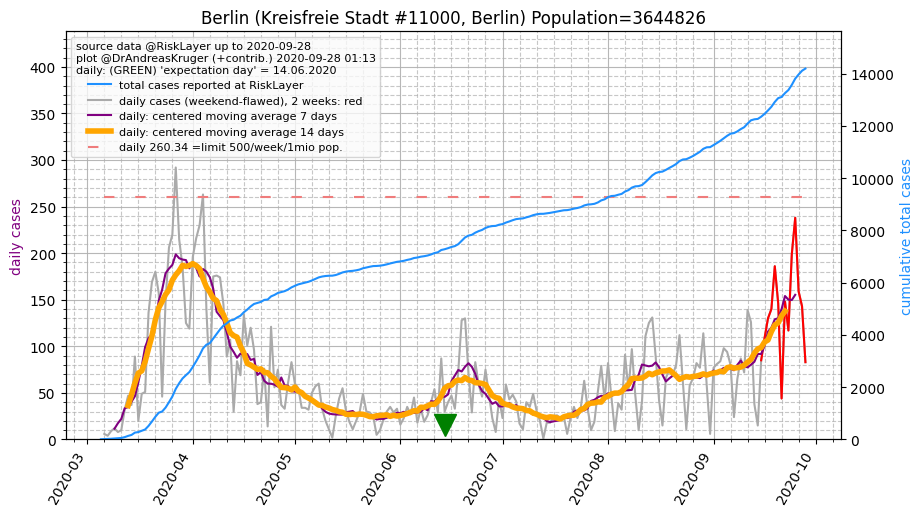 Berlin (Kreisfreie Stadt #11000, Berlin) Population=3644826
source data @RiskLayer up to 2020-09-28
plot @DrAndreasKruger (+contrib.) 2020-09-28 01:13
daily: (GREEN) 'expectation day' = 14.06.2020
total cases reported at RiskLayer
daily cases (weekend-flawed), 2 weeks: red
daily: centered moving average 7 days
daily: centered moving average 14 days
daily 260.34 =limit 500/week/1mio pop.
daily cases
400
350
300
250
200
150
100
50
0
14000
12000
10000
8000
6000
4000
2000
0
cumulative total cases
2020-03
2020-04
2020-05
2020-06
2020-07
2020-08
2020-09
2020-10